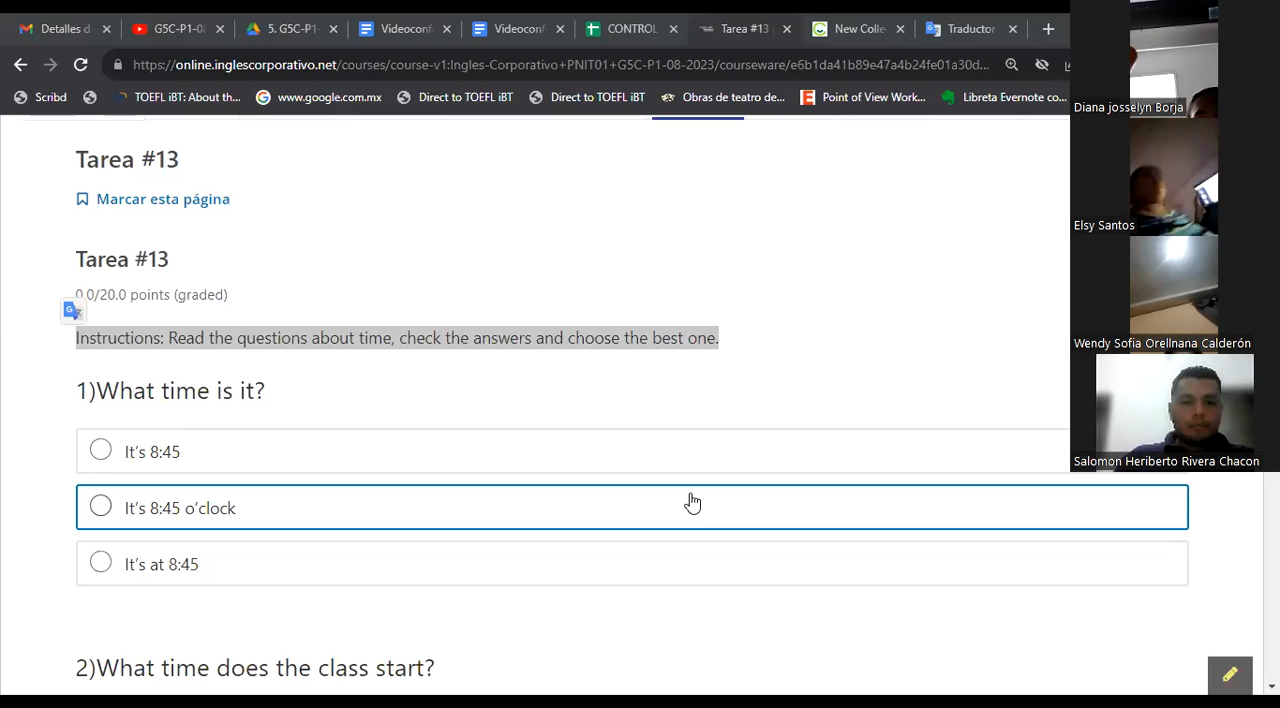 Detalles d
G5C-P1-0
5. G5C-P1-
Videoconf
Videoconf
CONTROL
Tarea #13
New Colle
Traductor
https://online.inglescorporativo.net/courses/course-v1:Ingles-Corporativo+PNIT01+G5C-P1-08-2023/courseware/e6b1da41b89e47a4b24fe01a30d...
Scribd
TOEFL iBT: About th...
www.google.com.mx
Direct to TOEFL iBT
Direct to TOEFL iBT
Obras de teatro de...
Point of View Work...
Libreta Evernote co...
Diana josselyn Borja
Elsy Santos
Wendy Sofia Orellnana Calderón
Salomon Heriberto Rivera Chacon
Tarea #13
Marcar esta página
Tarea #13
0.0/20.0 points (graded)
Instructions: Read the questions about time, check the answers and choose the best one.
1)What time is it?
It’s 8:45
It’s 8:45 o’clock
It’s at 8:45
2)What time does the class start?